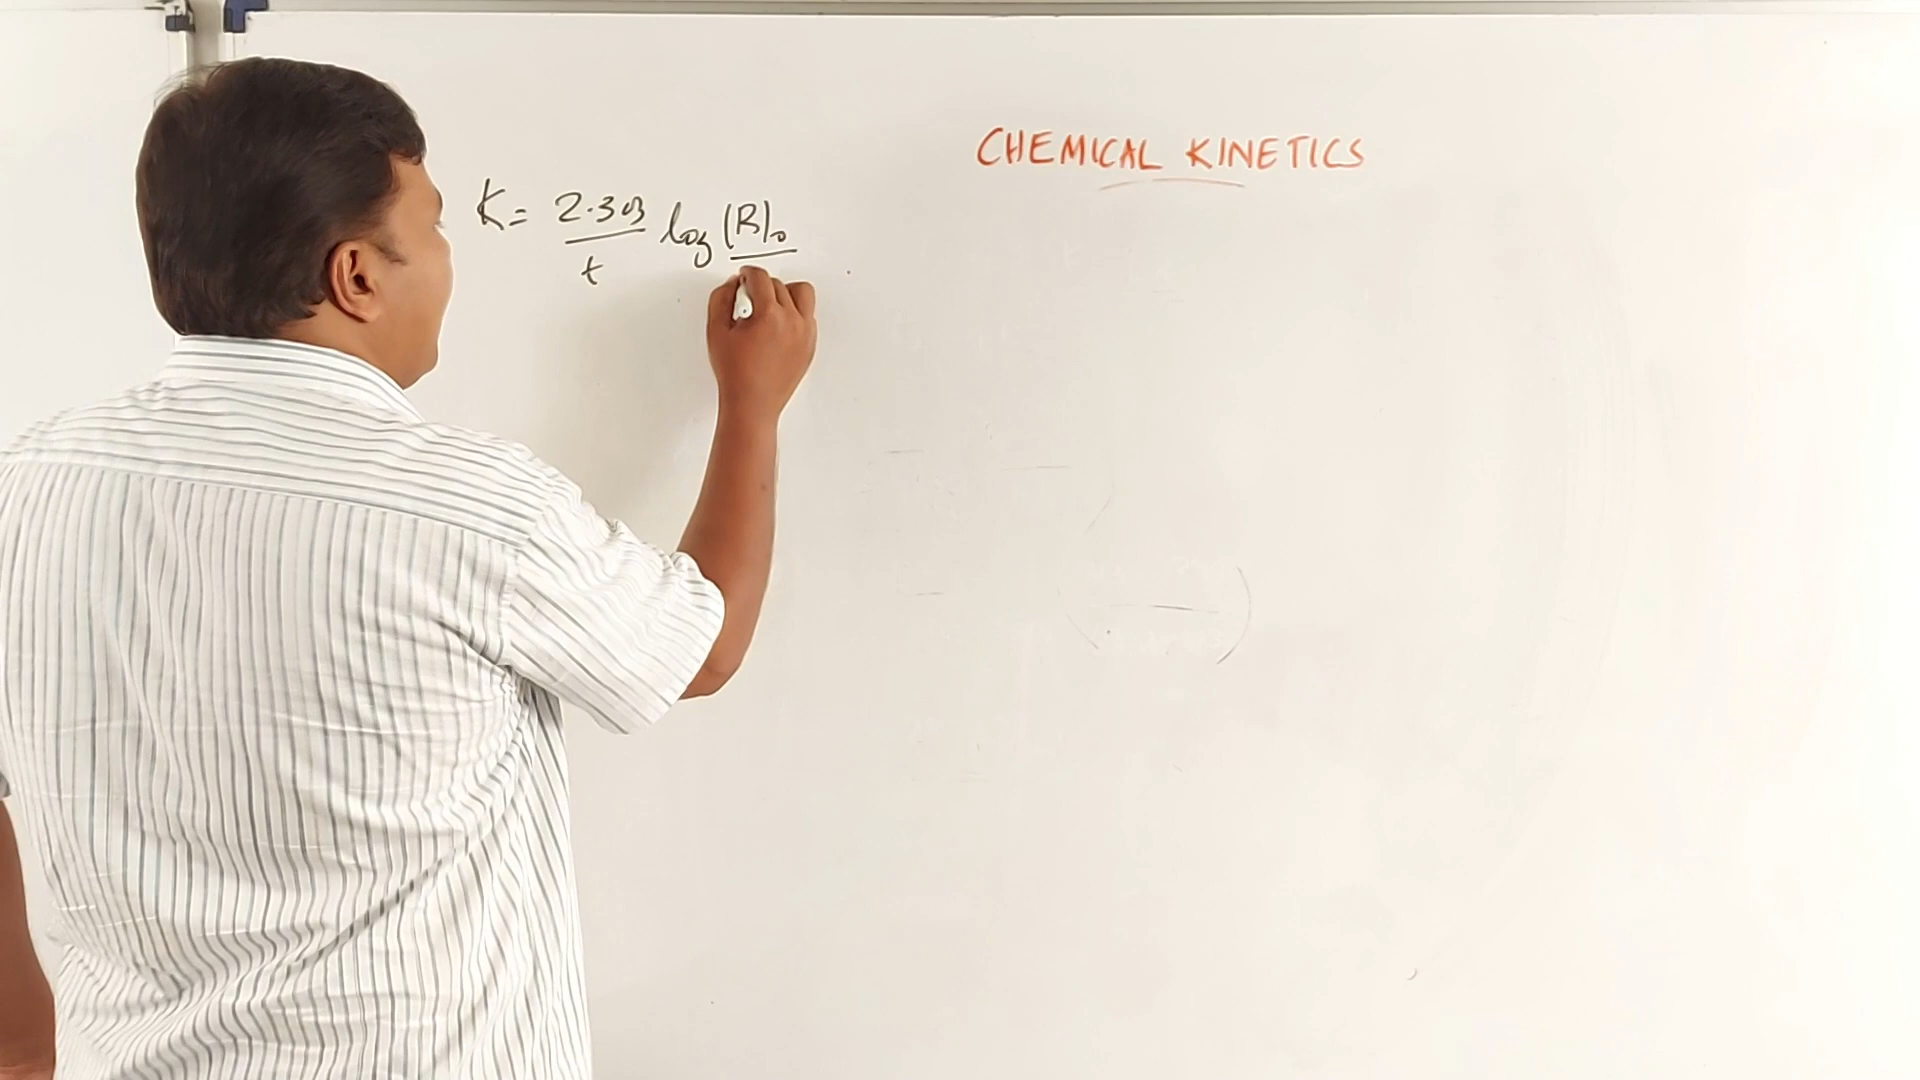 CHEMICAL KINETICS
K = 2.303 / t log [R]₀ /